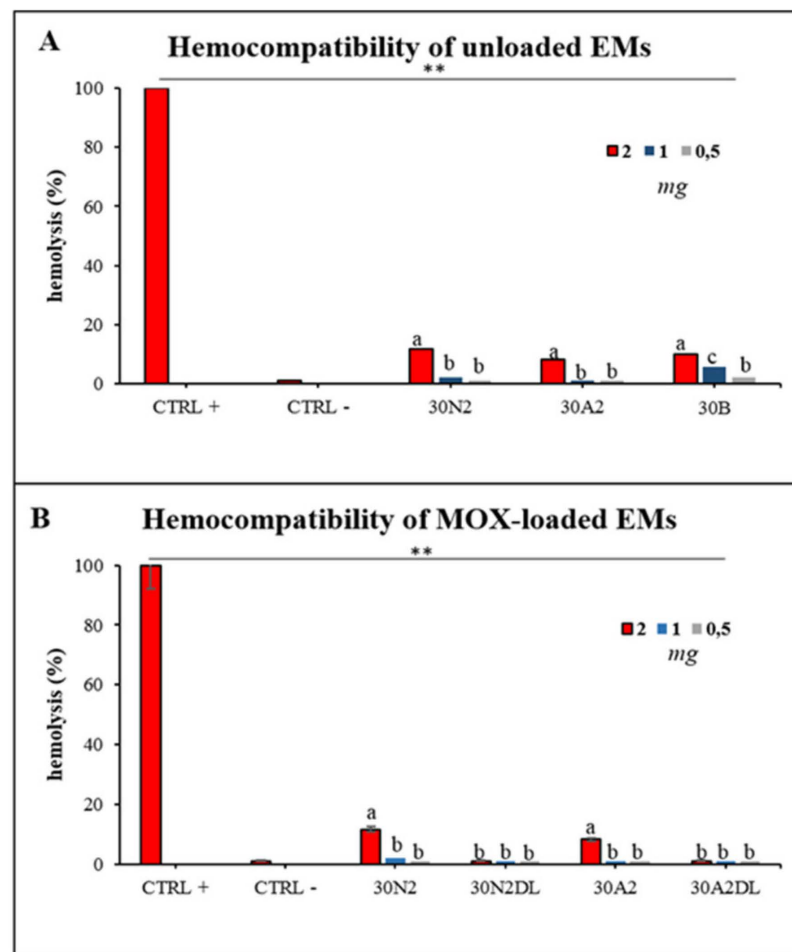 A
Hemocompatibility of unloaded EMs
**
100
80
60
40
20
0
hemolysis (%)
2 1 0,5
mg
a b b a b b a c b
CTRL + CTRL - 30N2 30A2 30B
B
Hemocompatibility of MOX-loaded EMs
**
100
80
60
40
20
0
hemolysis (%)
2 1 0,5
mg
a b b b b b a b b b b b
CTRL + CTRL - 30N2 30N2DL 30A2 30A2DL